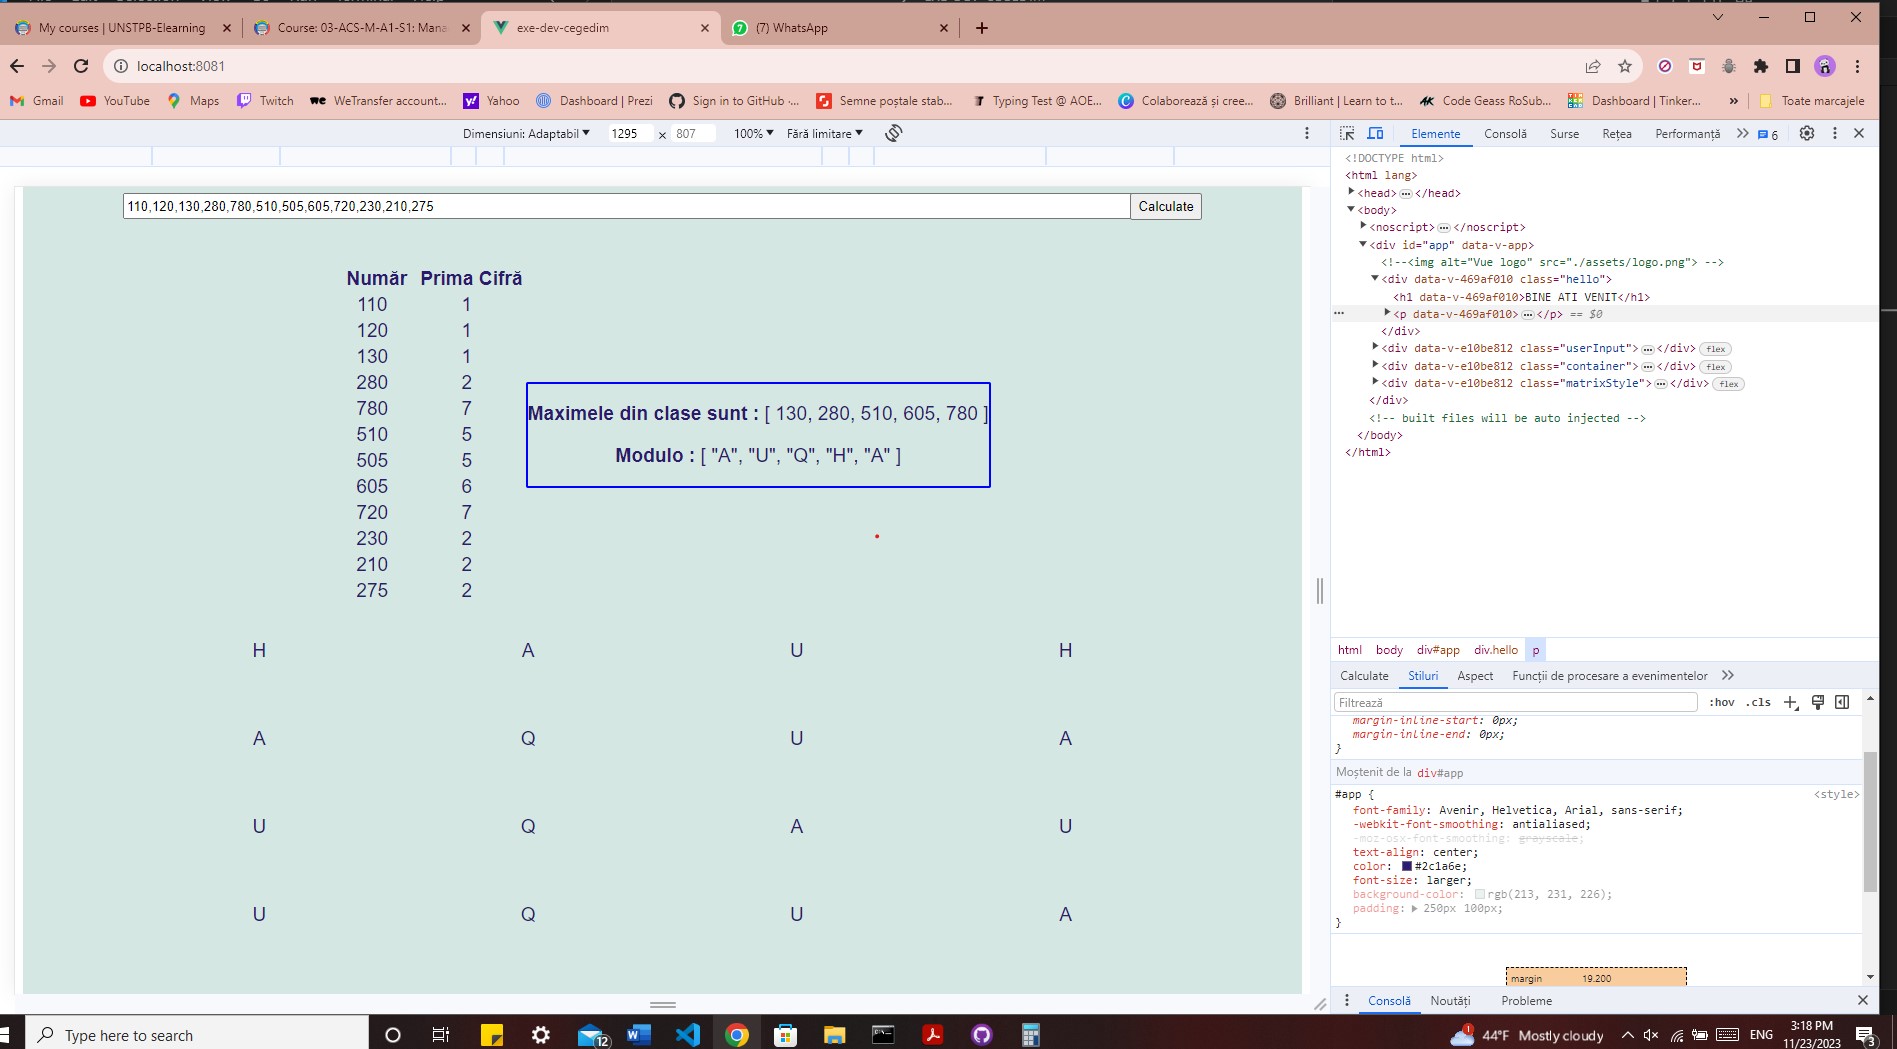 My courses | UNSTPB-Elearning
Course: 03-ACS-M-A1-S1: Mana
exe-dev-cegedim
(7) WhatsApp
localhost:8081
Gmail YouTube Maps Twitch WeTransfer account... Yahoo Dashboard | Prezi Sign in to GitHub ·... Semne poștale stab... Typing Test @ AOE... Colaborează și cree... Brilliant | Learn to t... Code Geass RoSub... Dashboard | Tinker... » Toate marcajele
Dimensiuni: Adaptabil 1295 x 807 100% Fără limitare
Elemente Consolă Surse Rețea Performanță » 6
110,120,130,280,780,510,505,605,720,230,210,275 Calculate
Număr Prima Cifră
110 1
120 1
130 1
280 2
780 7
510 5
505 5
605 6
720 7
230 2
210 2
275 2
Maximele din clase sunt : [ 130, 280, 510, 605, 780 ]
Modulo : [ "A", "U", "Q", "H", "A" ]
H A U H
A Q U A
U Q A U
U Q U A
<!DOCTYPE html>
<html lang>
<head>…</head>
<body>
<noscript>…</noscript>
<div id="app" data-v-app>
<!--<img alt="Vue logo" src="./assets/logo.png"> -->
<div data-v-469af010 class="hello">
<h1 data-v-469af010>BINE ATI VENIT</h1>
<p data-v-469af010>…</p> == $0
</div>
<div data-v-e10be812 class="userInput">…</div> flex
<div data-v-e10be812 class="container">…</div> flex
<div data-v-e10be812 class="matrixStyle">…</div> flex
</div>
<!-- built files will be auto injected -->
</body>
</html>
html body div#app div.hello p
Calculate Stiluri Aspect Funcții de procesare a evenimentelor »
Filtrează :hov .cls
margin-inline-start: 0px;
margin-inline-end: 0px;
}
Moștenit de la div#app
#app { <style>
font-family: Avenir, Helvetica, Arial, sans-serif;
-webkit-font-smoothing: antialiased;
-moz-osx-font-smoothing: grayscale;
text-align: center;
color: #2c1a6e;
font-size: larger;
background-color: rgb(213, 231, 226);
padding: 250px 100px;
}
margin 19.200
Consolă Noutăți Probleme
Type here to search
12
1 44°F Mostly cloudy ENG 3:18 PM
11/23/2023 3